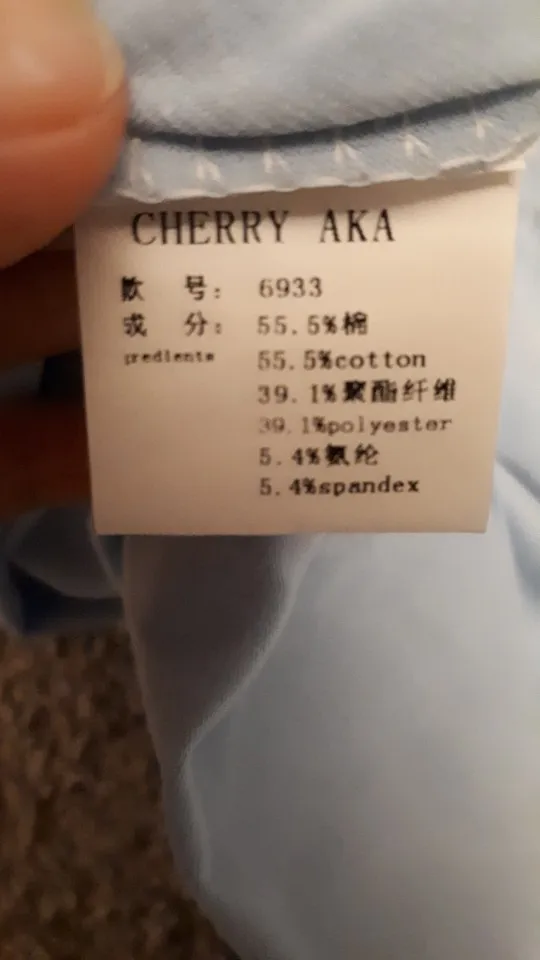 CHERRY AKA
款 号: 6933
成 分: 55.5%棉
gredients 55.5%cotton
39.1%聚酯纤维
39.1%polyester
5.4%氨纶
5.4%spandex